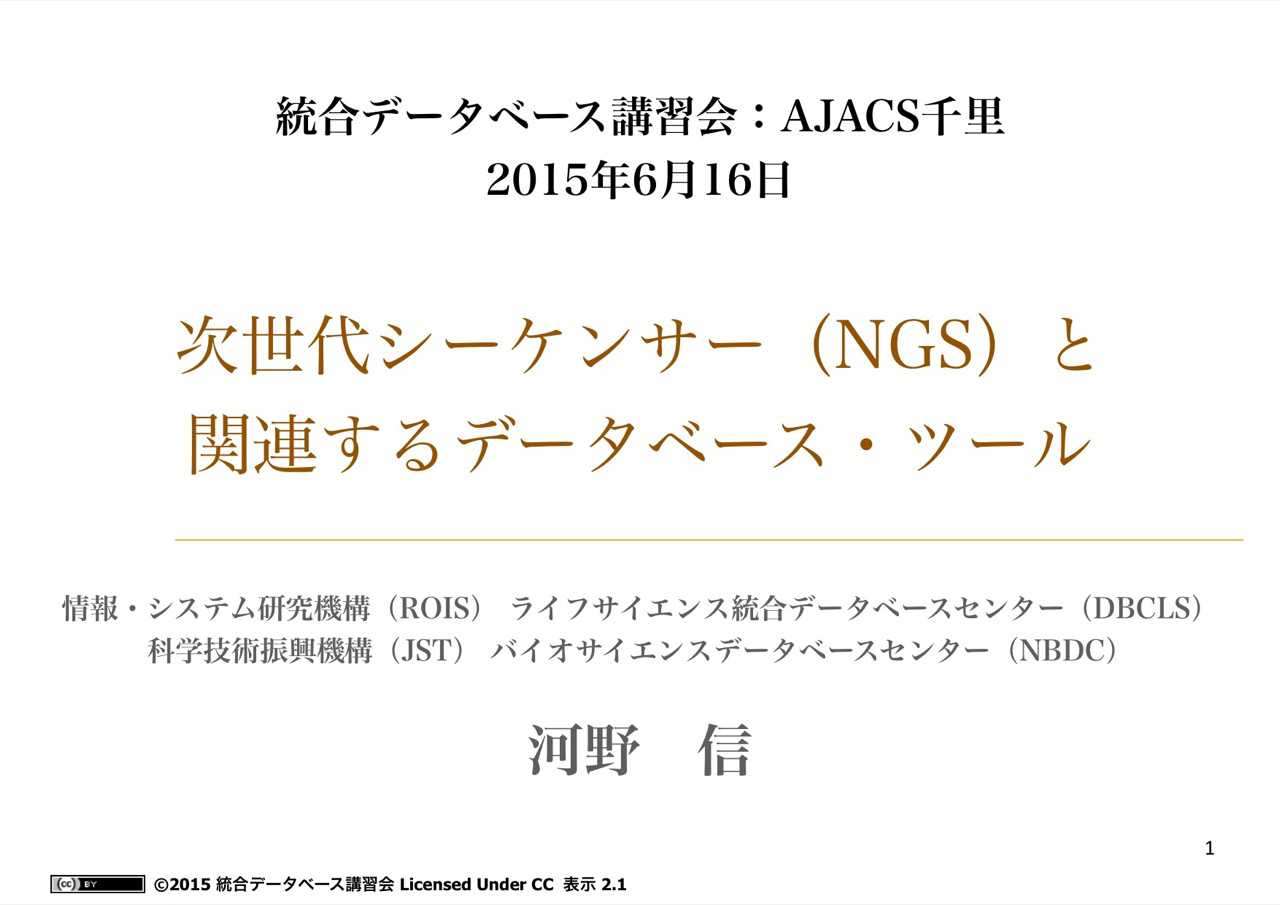 統合データベース講習会：AJACS千里
2015年6月16日
次世代シーケンサー（NGS）と
関連するデータベース・ツール
情報・システム研究機構（ROIS） ライフサイエンス統合データベースセンター（DBCLS）
科学技術振興機構（JST） バイオサイエンスデータベースセンター（NBDC）
河野　信
1
(cc) BY ©2015 統合データベース講習会 Licensed Under CC 表示 2.1